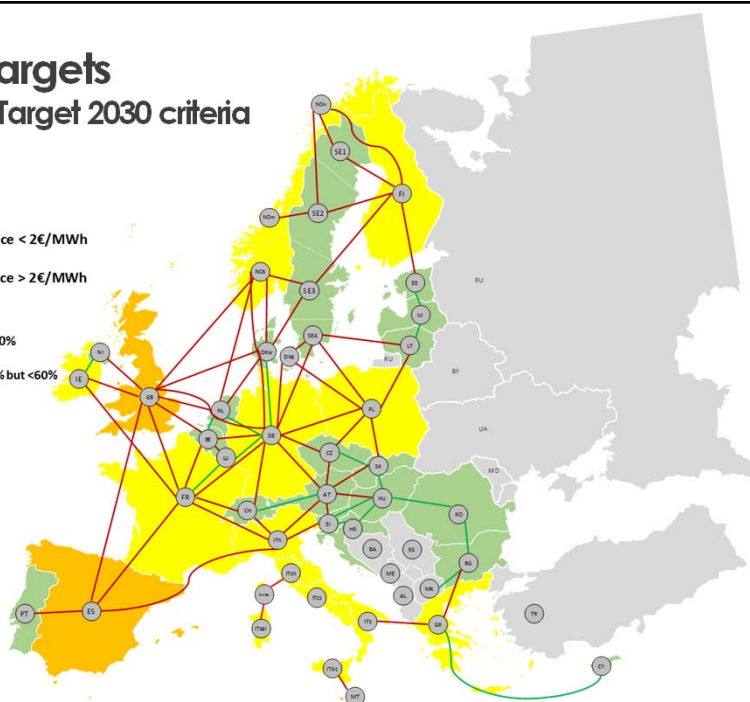 argets
Target 2030 criteria
ce < 2€/MWh
ce > 2€/MWh
0%
% but <60%
NOn
SE1
FI
SE2
NOm
NOs
SE3
EE
RU
LV
SE4
LT
DKw
DKe
RU
BY
NI
IE
GB
NL
PL
BE
DE
UA
CZ
SK
MD
FR
CH
AT
HU
SI
HR
RO
ITn
BA
RS
BG
ME
MK
AL
ITcs
PT
ES
ITs
GR
TR
CY
MT